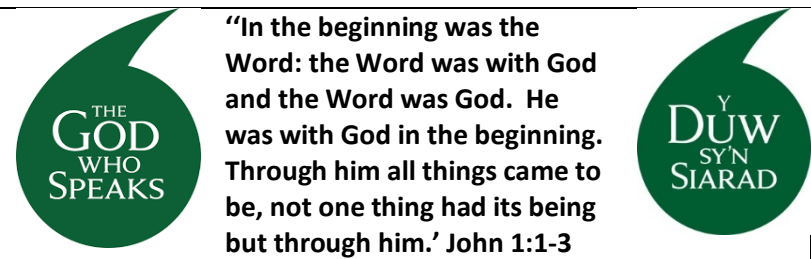 THE
GOD
WHO
SPEAKS
“In the beginning was the
Word: the Word was with God
and the Word was God.  He
was with God in the beginning.
Through him all things came to
be, not one thing had its being
but through him.’ John 1:1-3
Y
DUW
SY’N
SIARAD